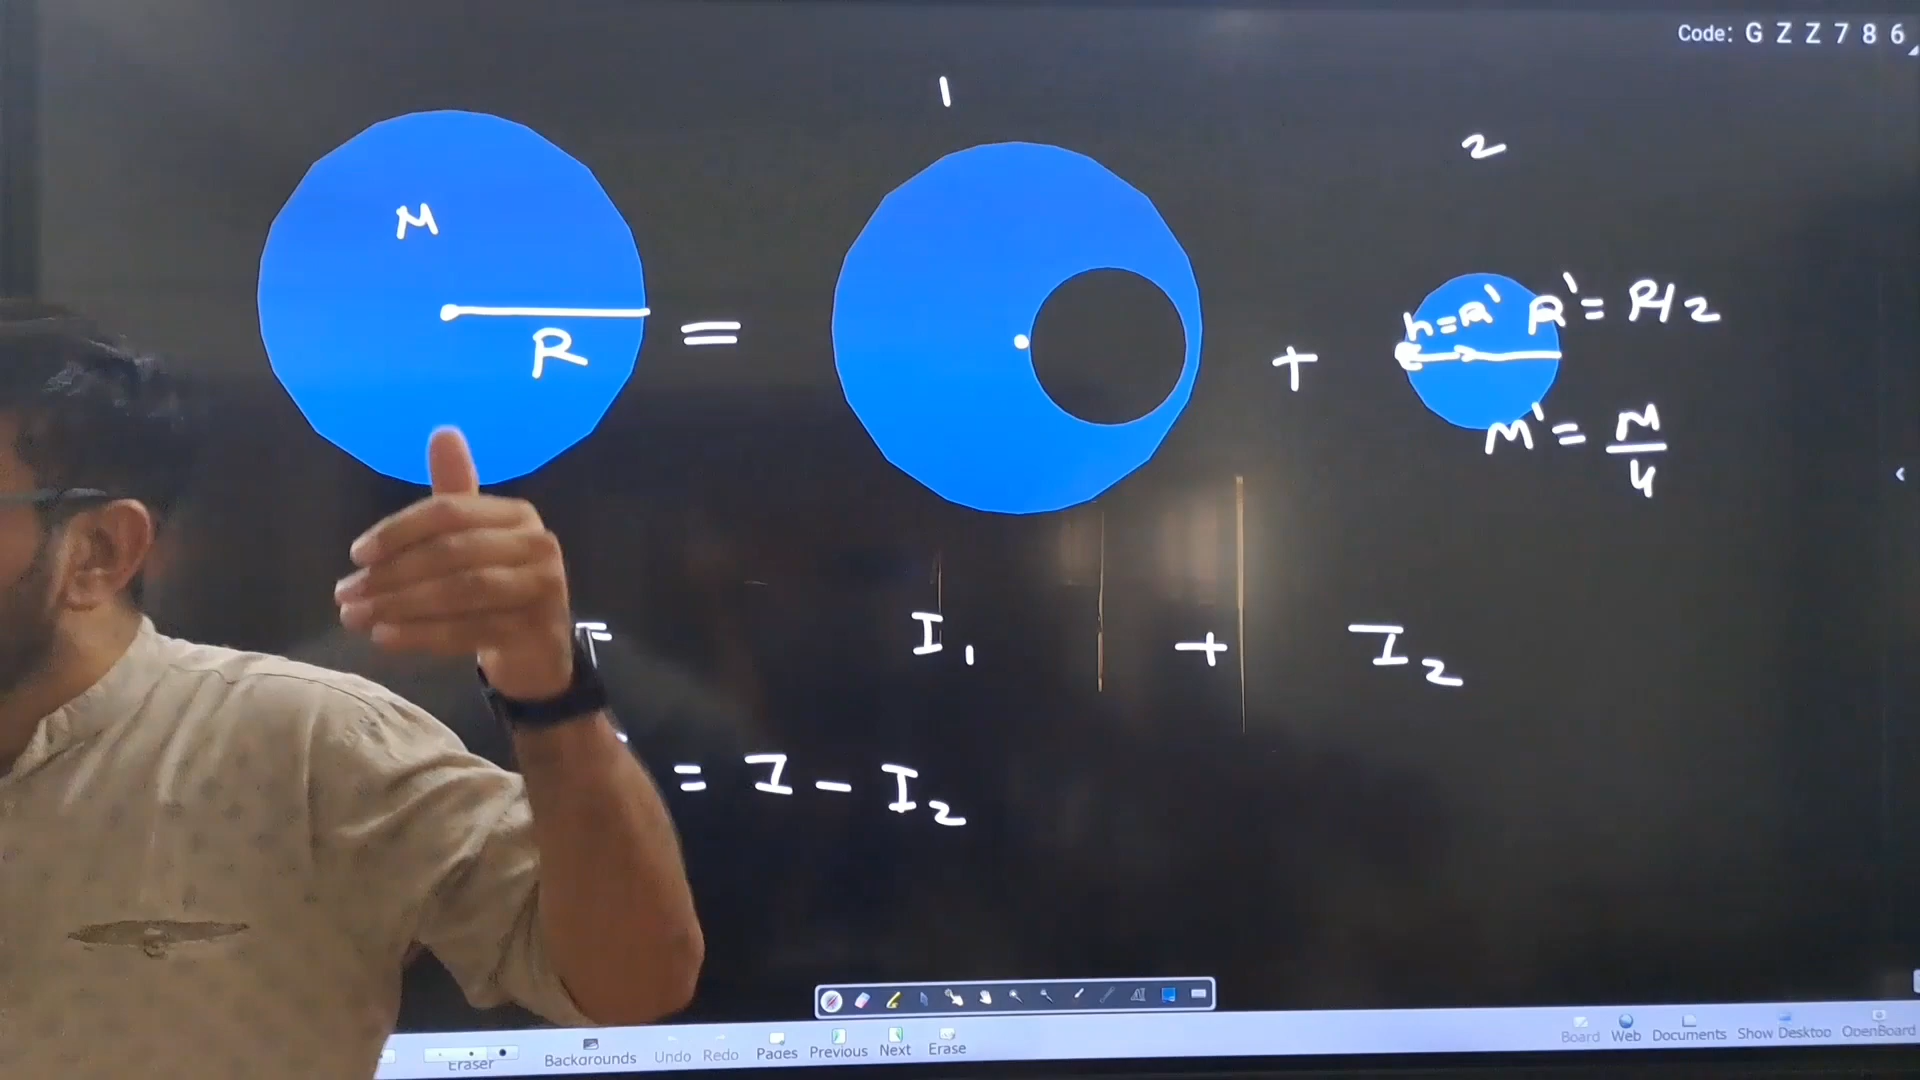 Code: G Z Z 7 8 6
1
2
M
R
=
+
h=R' R'= R/2
M'= M/4
I₁ + I₂
= I - I₂
Eraser
Backgrounds
Undo
Redo
Pages
Previous
Next
Erase
Board
Web
Documents
Show Desktop
OpenBoard